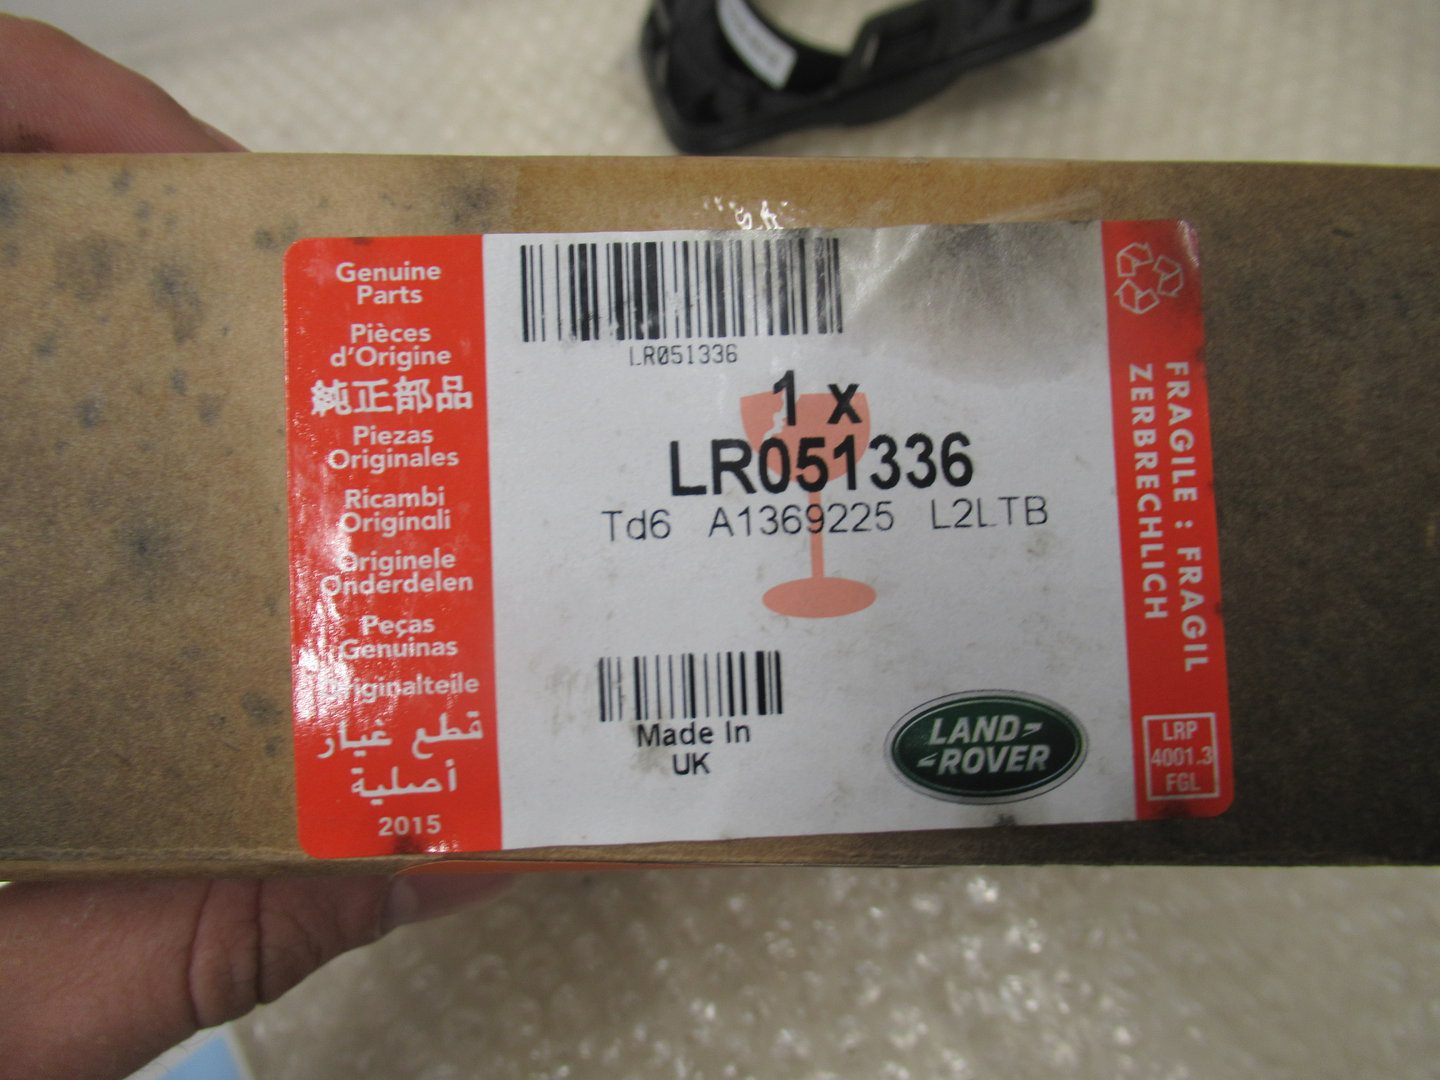 Genuine
Parts
Pièces
d'Origine
純正部品
Piezas
Originales
Ricambi
Originali
Originele
Onderdelen
Peças
Genuinas
Originalteile
قطع غيار
أصلية
2015
LR051336
1 x
LR051336
Td6 A1369225 L2LTB
Made In
UK
LAND-
-ROVER
FRAGILE : FRAGIL
ZERBRECHLICH
LRP
4001.3
FGL